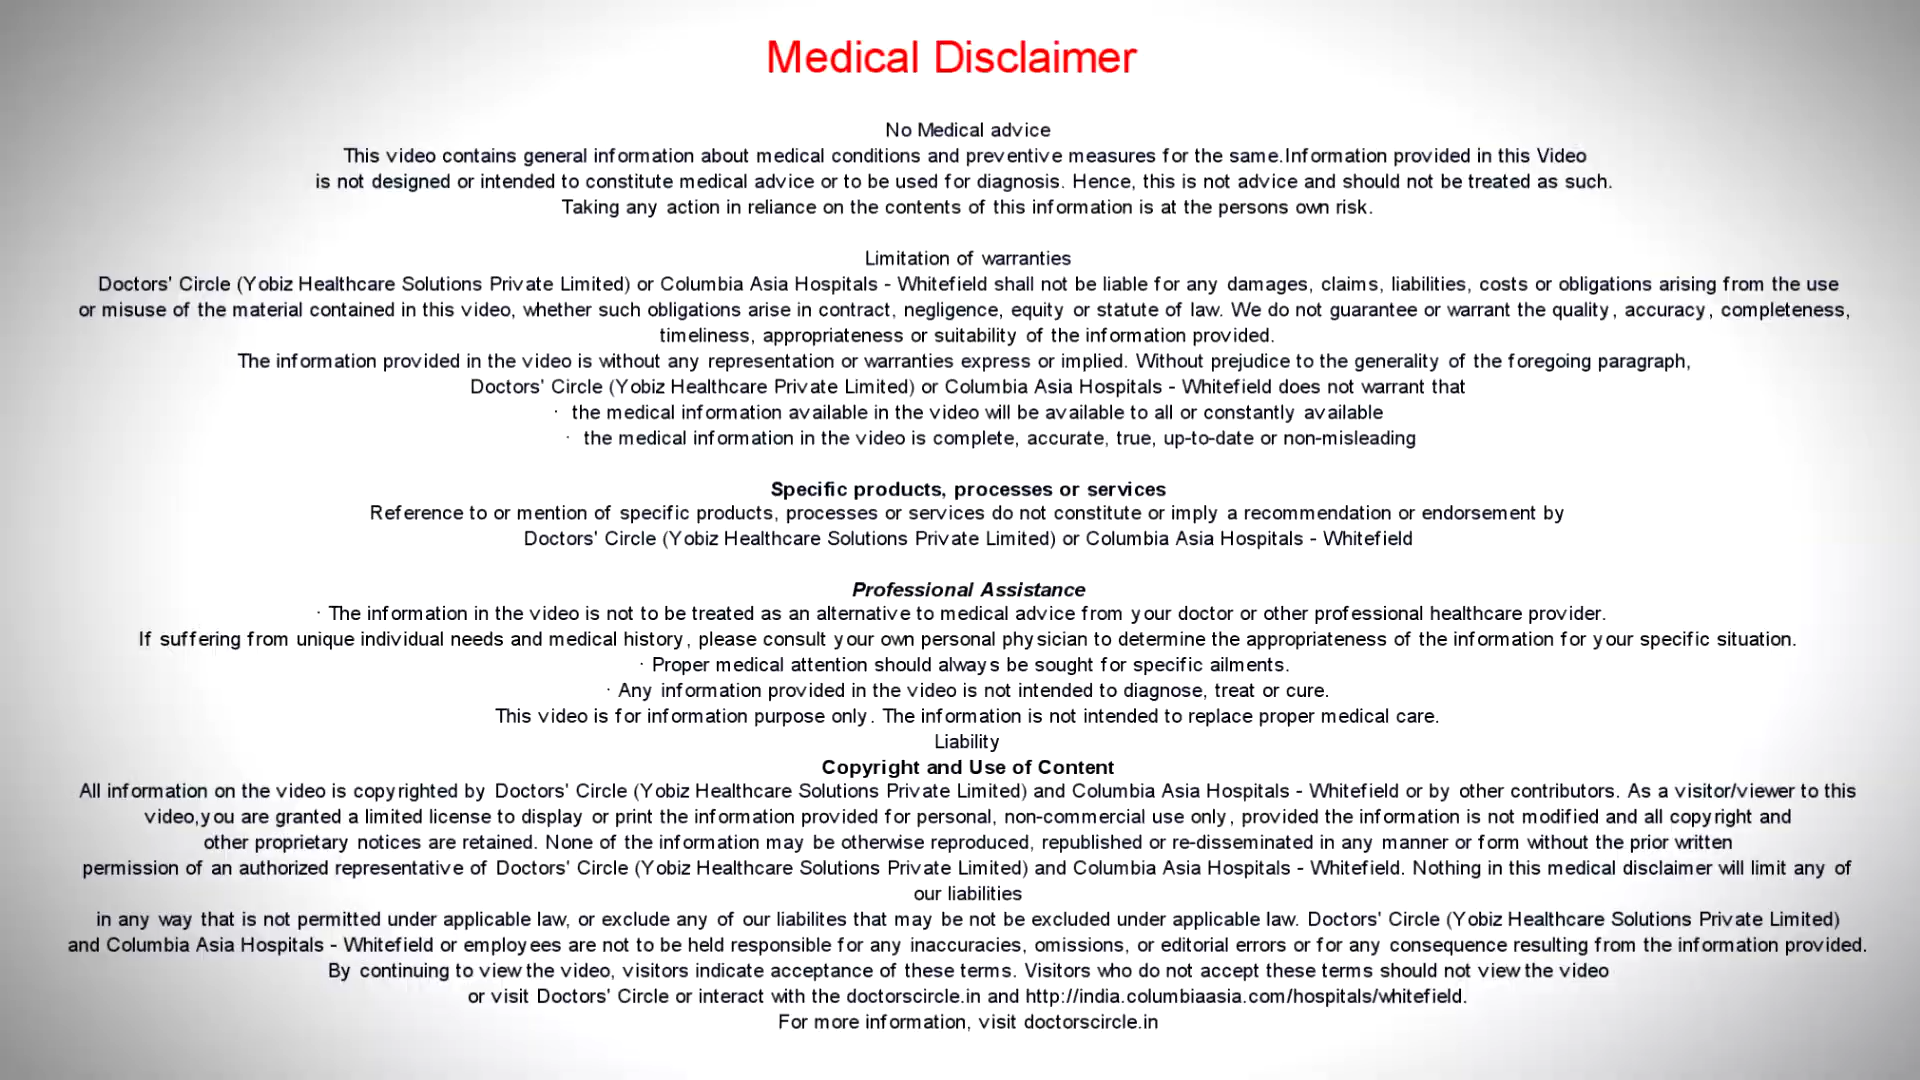 Medical Disclaimer
No Medical advice
This video contains general information about medical conditions and preventive measures for the same.Information provided in this Video
is not designed or intended to constitute medical advice or to be used for diagnosis. Hence, this is not advice and should not be treated as such.
Taking any action in reliance on the contents of this information is at the persons own risk.
Limitation of warranties
Doctors' Circle (Yobiz Healthcare Solutions Private Limited) or Columbia Asia Hospitals - Whitefield shall not be liable for any damages, claims, liabilities, costs or obligations arising from the use
or misuse of the material contained in this video, whether such obligations arise in contract, negligence, equity or statute of law. We do not guarantee or warrant the quality, accuracy, completeness,
timeliness, appropriateness or suitability of the information provided.
The information provided in the video is without any representation or warranties express or implied. Without prejudice to the generality of the foregoing paragraph,
Doctors' Circle (Yobiz Healthcare Private Limited) or Columbia Asia Hospitals - Whitefield does not warrant that
· the medical information available in the video will be available to all or constantly available
· the medical information in the video is complete, accurate, true, up-to-date or non-misleading
Specific products, processes or services
Reference to or mention of specific products, processes or services do not constitute or imply a recommendation or endorsement by
Doctors' Circle (Yobiz Healthcare Solutions Private Limited) or Columbia Asia Hospitals - Whitefield
Professional Assistance
· The information in the video is not to be treated as an alternative to medical advice from your doctor or other professional healthcare provider.
If suffering from unique individual needs and medical history, please consult your own personal physician to determine the appropriateness of the information for your specific situation.
· Proper medical attention should always be sought for specific ailments.
· Any information provided in the video is not intended to diagnose, treat or cure.
This video is for information purpose only. The information is not intended to replace proper medical care.
Liability
Copyright and Use of Content
All information on the video is copyrighted by Doctors' Circle (Yobiz Healthcare Solutions Private Limited) and Columbia Asia Hospitals - Whitefield or by other contributors. As a visitor/viewer to this
video,you are granted a limited license to display or print the information provided for personal, non-commercial use only, provided the information is not modified and all copyright and
other proprietary notices are retained. None of the information may be otherwise reproduced, republished or re-disseminated in any manner or form without the prior written
permission of an authorized representative of Doctors' Circle (Yobiz Healthcare Solutions Private Limited) and Columbia Asia Hospitals - Whitefield. Nothing in this medical disclaimer will limit any of
our liabilities
in any way that is not permitted under applicable law, or exclude any of our liabilites that may be not be excluded under applicable law. Doctors' Circle (Yobiz Healthcare Solutions Private Limited)
and Columbia Asia Hospitals - Whitefield or employees are not to be held responsible for any inaccuracies, omissions, or editorial errors or for any consequence resulting from the information provided.
By continuing to view the video, visitors indicate acceptance of these terms. Visitors who do not accept these terms should not view the video
or visit Doctors' Circle or interact with the doctorscircle.in and http://india.columbiaasia.com/hospitals/whitefield.
For more information, visit doctorscircle.in